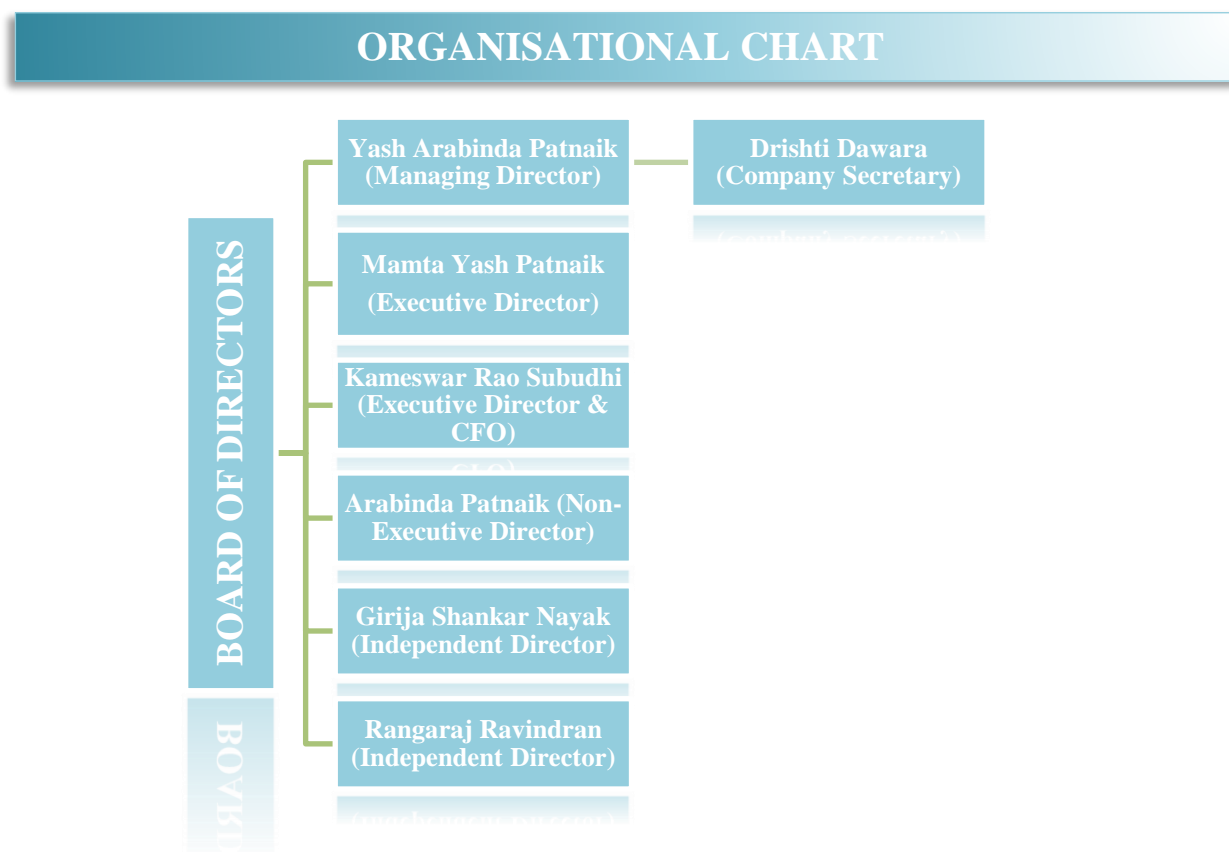 ORGANISATIONAL CHART
BOARD OF DIRECTORS
Yash Arabinda Patnaik
(Managing Director)
Drishti Dawara
(Company Secretary)
Mamta Yash Patnaik
(Executive Director)
Kameswar Rao Subudhi
(Executive Director &
CFO)
Arabinda Patnaik (Non-
Executive Director)
Girija Shankar Nayak
(Independent Director)
Rangaraj Ravindran
(Independent Director)